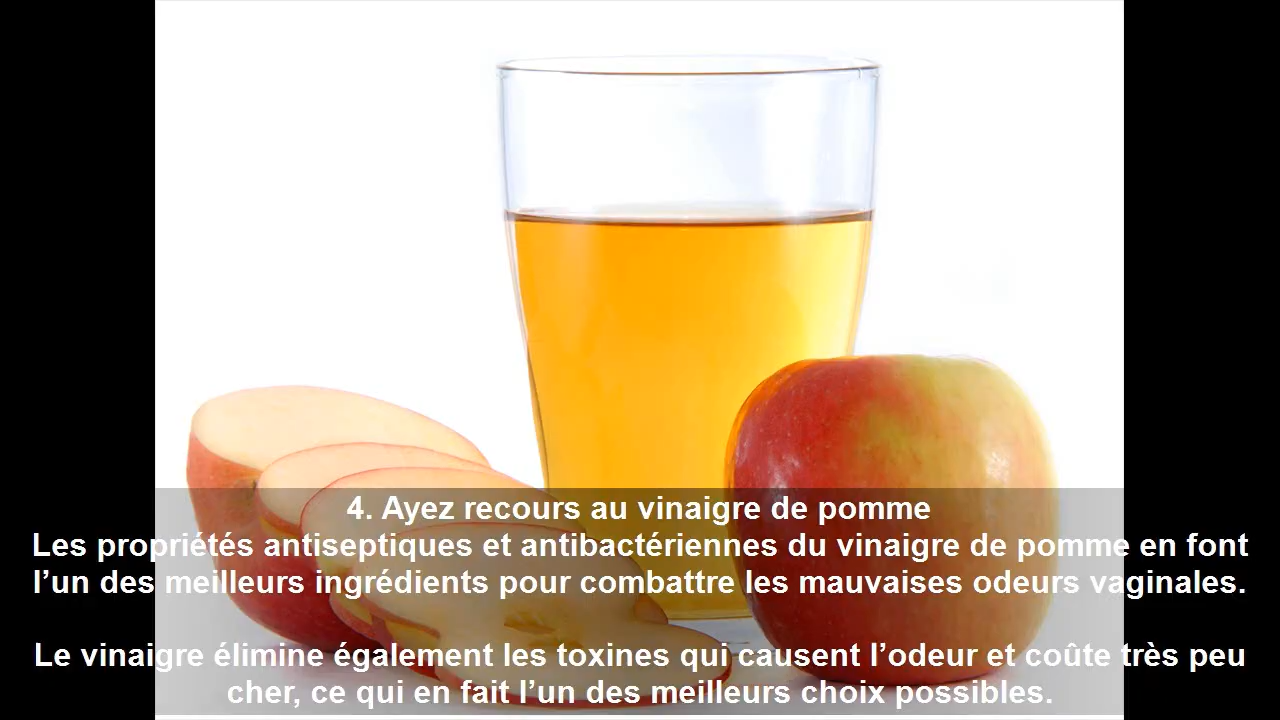 4. Ayez recours au vinaigre de pomme
Les propriétés antiseptiques et antibactériennes du vinaigre de pomme en font
l’un des meilleurs ingrédients pour combattre les mauvaises odeurs vaginales.
Le vinaigre élimine également les toxines qui causent l’odeur et coûte très peu
cher, ce qui en fait l’un des meilleurs choix possibles.